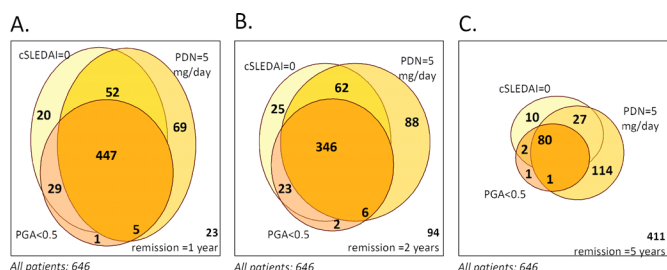 A.
cSLEDAI=0
PDN=5
mg/day
52
20
69
447
29
5
1
PGA<0.5
23
remission =1 year
All patients: 646
B.
cSLEDAI=0
PDN=5
mg/day
62
25
88
346
23
6
2
PGA<0.5
94
remission =2 years
All patients: 646
C.
cSLEDAI=0
PDN=5
mg/day
10
27
80
2
1
1
114
PGA<0.5
411
remission =5 years
All patients: 646